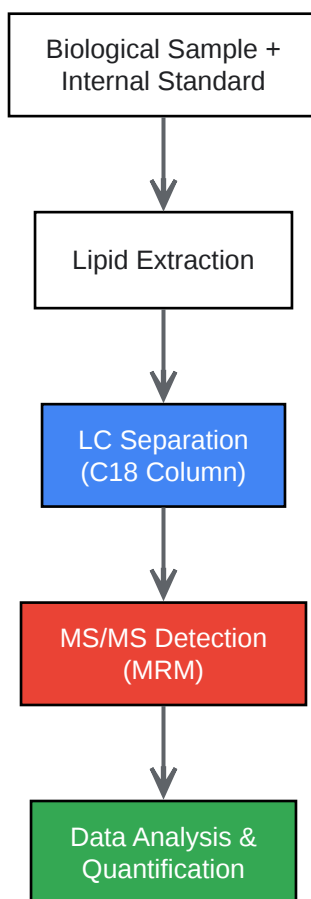 Biological Sample +
Internal Standard
Lipid Extraction
LC Separation
(C18 Column)
MS/MS Detection
(MRM)
Data Analysis &
Quantification